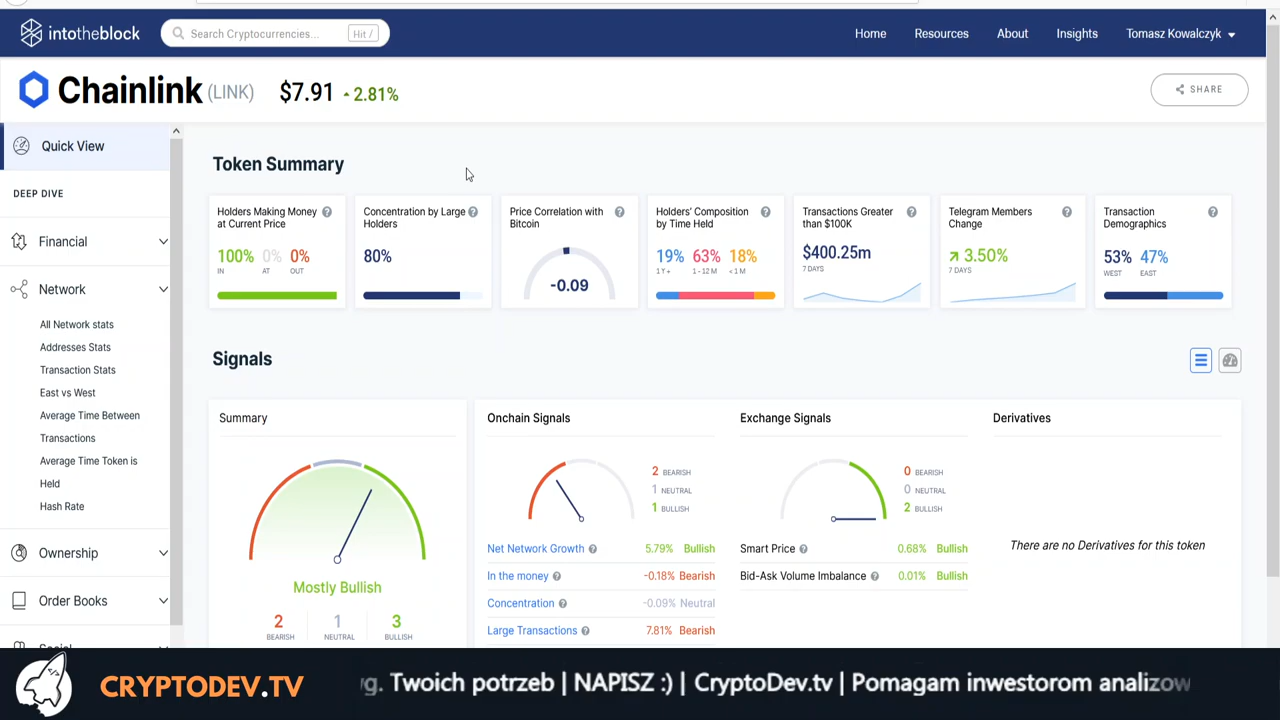 intotheblock
Search Cryptocurrencies...
Hit /
Home
Resources
About
Insights
Tomasz Kowalczyk
Chainlink (LINK) $7.91 2.81%
SHARE
Quick View
DEEP DIVE
Financial
Network
All Network stats
Addresses Stats
Transaction Stats
East vs West
Average Time Between
Transactions
Average Time Token is
Held
Hash Rate
Ownership
Order Books
Social
Token Summary
Holders Making Money
at Current Price
100% 0% 0%
IN AT OUT
Concentration by Large
Holders
80%
Price Correlation with
Bitcoin
-0.09
Holders' Composition
by Time Held
19% 63% 18%
1 Y+ 1 - 12 M < 1 M
Transactions Greater
than $100K
$400.25m
7 DAYS
Telegram Members
Change
3.50%
7 DAYS
Transaction
Demographics
53% 47%
WEST EAST
Signals
Summary
Mostly Bullish
2 1 3
BEARISH NEUTRAL BULLISH
Onchain Signals
2 BEARISH
1 NEUTRAL
1 BULLISH
Net Network Growth 5.79% Bullish
In the money -0.18% Bearish
Concentration -0.09% Neutral
Large Transactions 7.81% Bearish
Exchange Signals
0 BEARISH
0 NEUTRAL
2 BULLISH
Smart Price 0.68% Bullish
Bid-Ask Volume Imbalance 0.01% Bullish
Derivatives
There are no Derivatives for this token
CRYPTODEV.TV
yg. Twoich potrzeb | NAPISZ :) | CryptoDev.tv | Pomagam inwestorom analizow